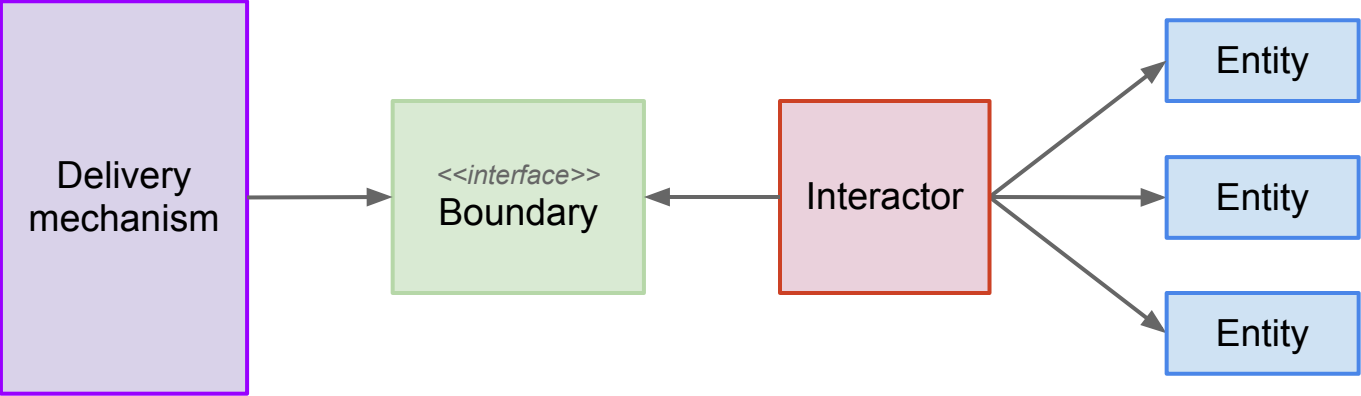 Delivery
mechanism
<<interface>>
Boundary
Interactor
Entity
Entity
Entity